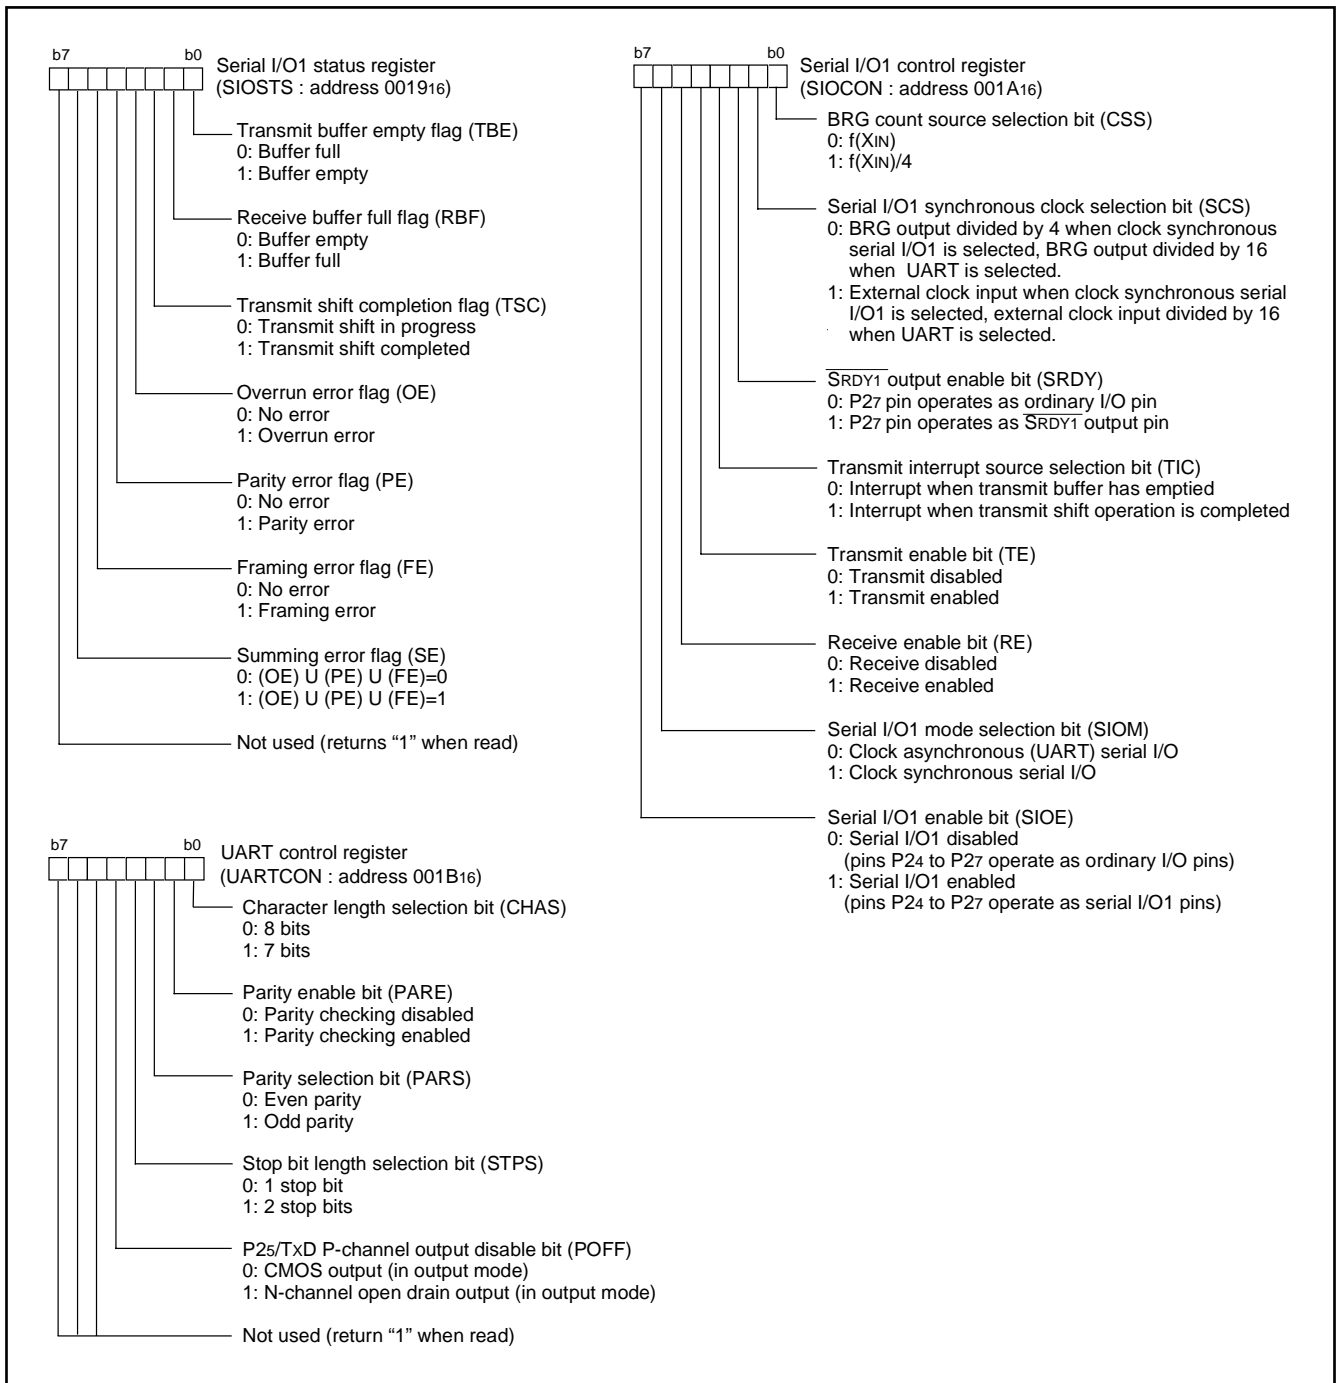 b7 b0
Serial I/O1 status register
(SIOSTS : address 001916)
Transmit buffer empty flag (TBE)
0: Buffer full
1: Buffer empty
Receive buffer full flag (RBF)
0: Buffer empty
1: Buffer full
Transmit shift completion flag (TSC)
0: Transmit shift in progress
1: Transmit shift completed
Overrun error flag (OE)
0: No error
1: Overrun error
Parity error flag (PE)
0: No error
1: Parity error
Framing error flag (FE)
0: No error
1: Framing error
Summing error flag (SE)
0: (OE) U (PE) U (FE)=0
1: (OE) U (PE) U (FE)=1
Not used (returns “1” when read)
b7 b0
UART control register
(UARTCON : address 001B16)
Character length selection bit (CHAS)
0: 8 bits
1: 7 bits
Parity enable bit (PARE)
0: Parity checking disabled
1: Parity checking enabled
Parity selection bit (PARS)
0: Even parity
1: Odd parity
Stop bit length selection bit (STPS)
0: 1 stop bit
1: 2 stop bits
P25/TXD P-channel output disable bit (POFF)
0: CMOS output (in output mode)
1: N-channel open drain output (in output mode)
Not used (return “1” when read)
b7 b0
Serial I/O1 control register
(SIOCON : address 001A16)
BRG count source selection bit (CSS)
0: f(XIN)
1: f(XIN)/4
Serial I/O1 synchronous clock selection bit (SCS)
0: BRG output divided by 4 when clock synchronous
serial I/O1 is selected, BRG output divided by 16
when UART is selected.
1: External clock input when clock synchronous serial
I/O1 is selected, external clock input divided by 16
when UART is selected.
SRDY1 output enable bit (SRDY)
0: P27 pin operates as ordinary I/O pin
1: P27 pin operates as SRDY1 output pin
Transmit interrupt source selection bit (TIC)
0: Interrupt when transmit buffer has emptied
1: Interrupt when transmit shift operation is completed
Transmit enable bit (TE)
0: Transmit disabled
1: Transmit enabled
Receive enable bit (RE)
0: Receive disabled
1: Receive enabled
Serial I/O1 mode selection bit (SIOM)
0: Clock asynchronous (UART) serial I/O
1: Clock synchronous serial I/O
Serial I/O1 enable bit (SIOE)
0: Serial I/O1 disabled
(pins P24 to P27 operate as ordinary I/O pins)
1: Serial I/O1 enabled
(pins P24 to P27 operate as serial I/O1 pins)